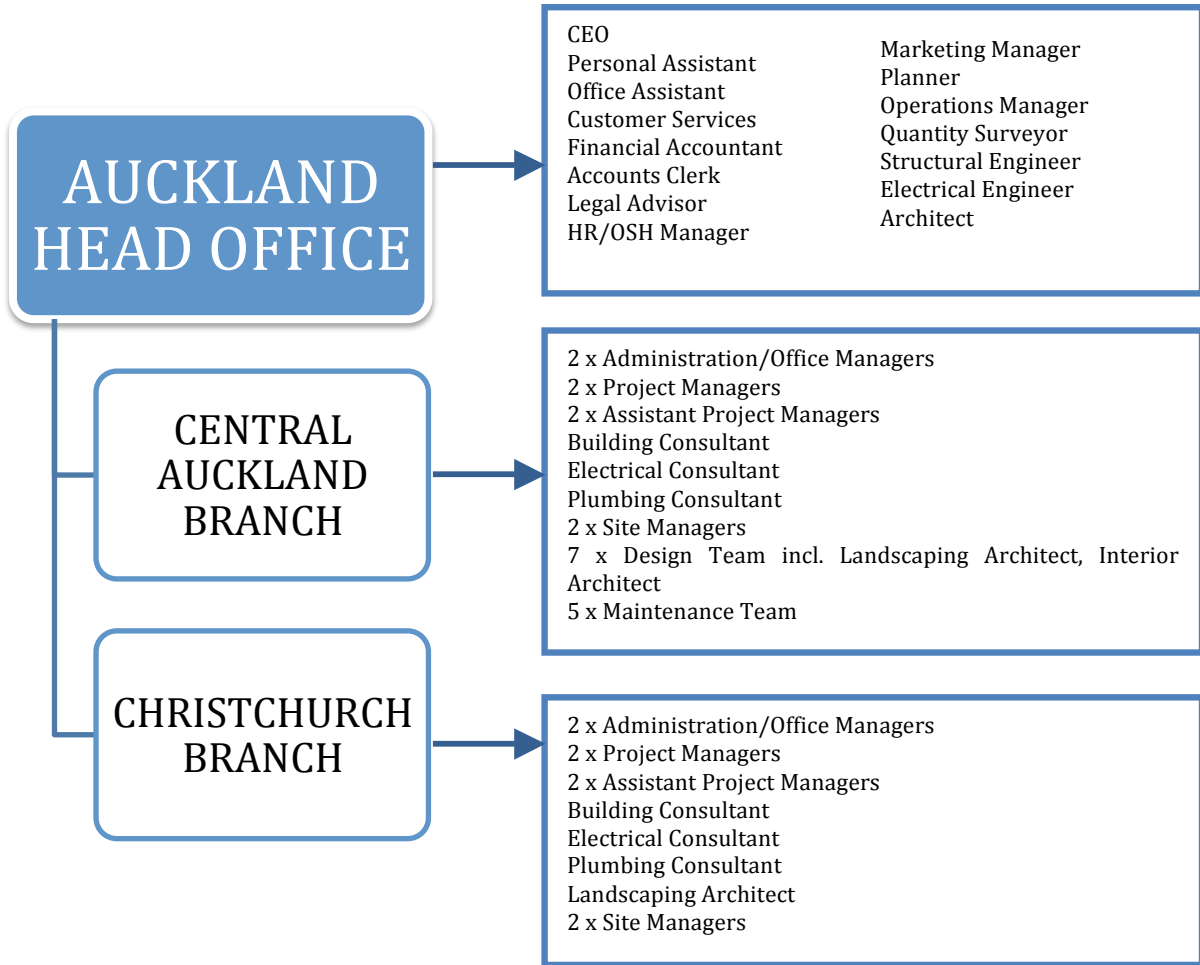 AUCKLAND
HEAD OFFICE
CEO
Personal Assistant
Office Assistant
Customer Services
Financial Accountant
Accounts Clerk
Legal Advisor
HR/OSH Manager
Marketing Manager
Planner
Operations Manager
Quantity Surveyor
Structural Engineer
Electrical Engineer
Architect
CENTRAL
AUCKLAND
BRANCH
2 x Administration/Office Managers
2 x Project Managers
2 x Assistant Project Managers
Building Consultant
Electrical Consultant
Plumbing Consultant
2 x Site Managers
7 x Design Team incl. Landscaping Architect, Interior
Architect
5 x Maintenance Team
CHRISTCHURCH
BRANCH
2 x Administration/Office Managers
2 x Project Managers
2 x Assistant Project Managers
Building Consultant
Electrical Consultant
Plumbing Consultant
Landscaping Architect
2 x Site Managers